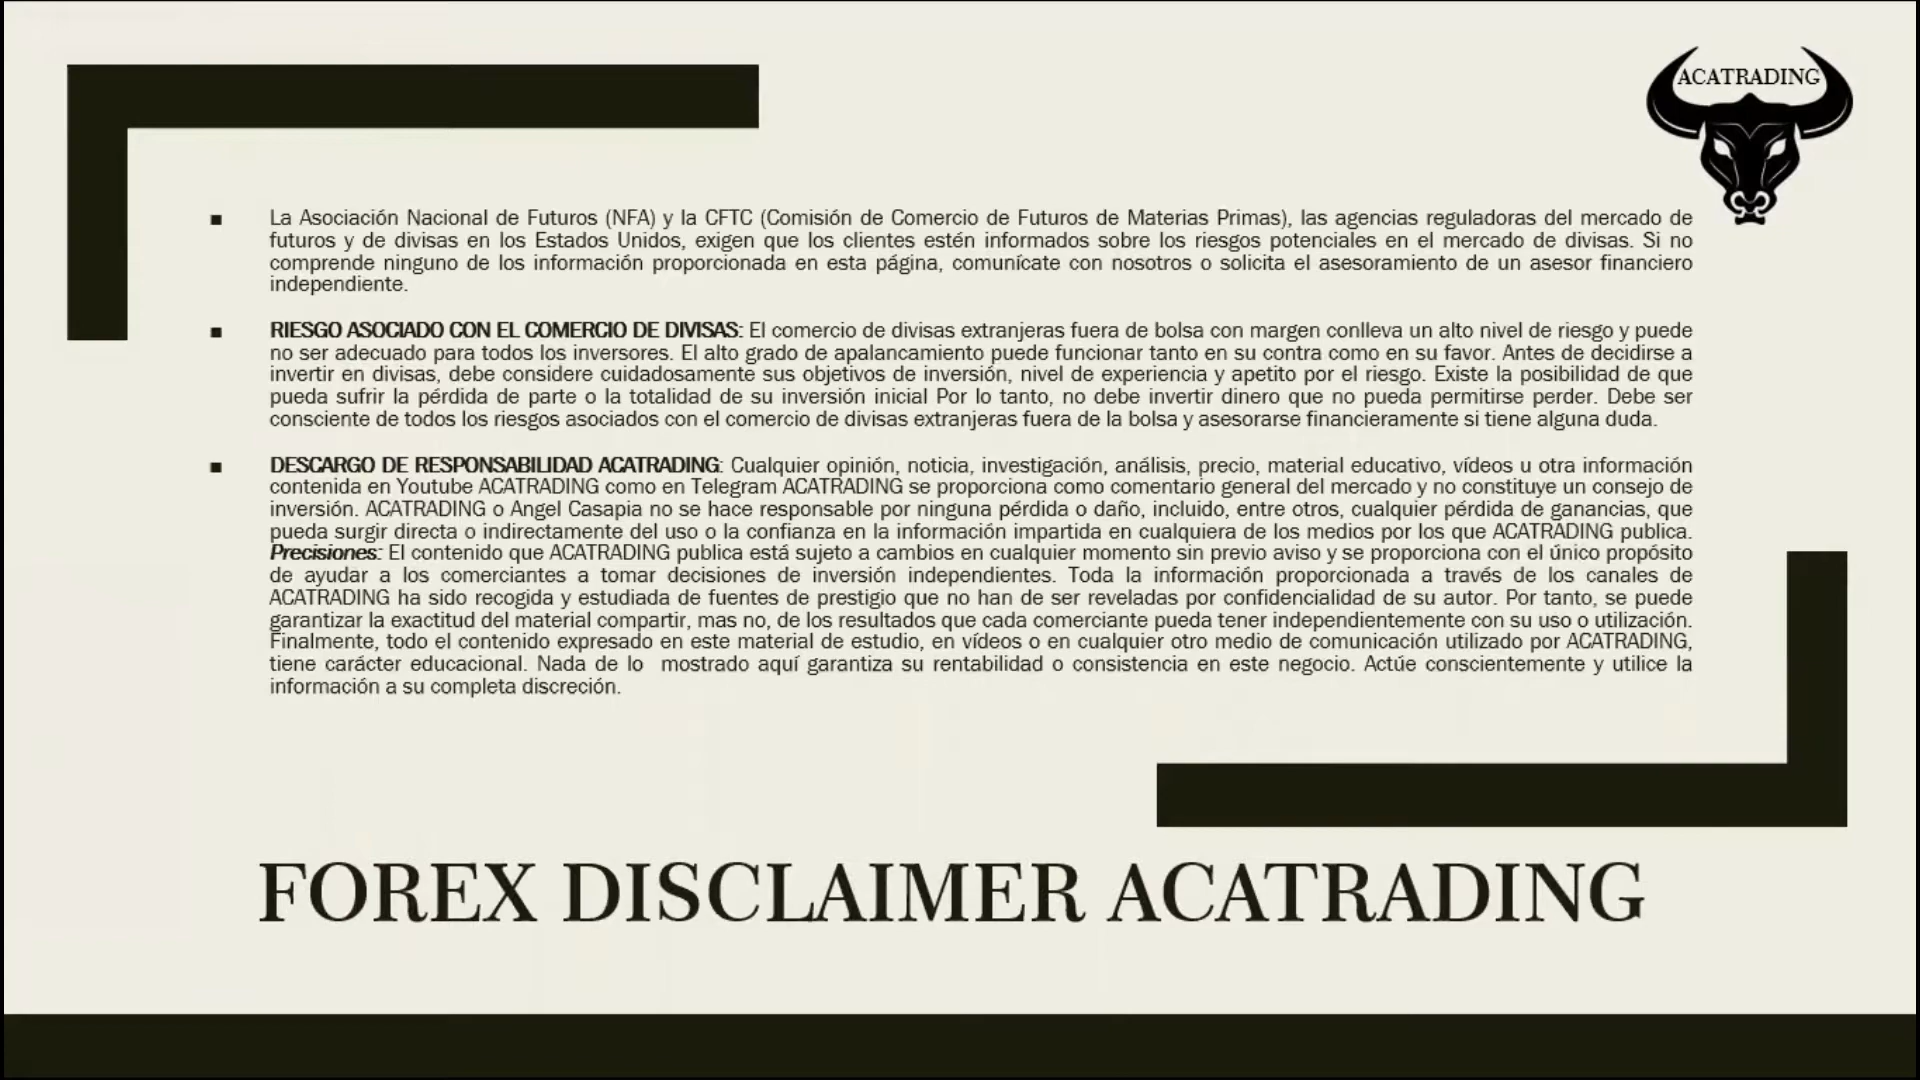 ACATRADING
■ La Asociación Nacional de Futuros (NFA) y la CFTC (Comisión de Comercio de Futuros de Materias Primas), las agencias reguladoras del mercado de
futuros y de divisas en los Estados Unidos, exigen que los clientes estén informados sobre los riesgos potenciales en el mercado de divisas. Si no
comprende ninguno de los información proporcionada en esta página, comunícate con nosotros o solicita el asesoramiento de un asesor financiero
independiente.
■ RIESGO ASOCIADO CON EL COMERCIO DE DIVISAS: El comercio de divisas extranjeras fuera de bolsa con margen conlleva un alto nivel de riesgo y puede
no ser adecuado para todos los inversores. El alto grado de apalancamiento puede funcionar tanto en su contra como en su favor. Antes de decidirse a
invertir en divisas, debe considere cuidadosamente sus objetivos de inversión, nivel de experiencia y apetito por el riesgo. Existe la posibilidad de que
pueda sufrir la pérdida de parte o la totalidad de su inversión inicial Por lo tanto, no debe invertir dinero que no pueda permitirse perder. Debe ser
consciente de todos los riesgos asociados con el comercio de divisas extranjeras fuera de la bolsa y asesorarse financieramente si tiene alguna duda.
■ DESCARGO DE RESPONSABILIDAD ACATRADING: Cualquier opinión, noticia, investigación, análisis, precio, material educativo, vídeos u otra información
contenida en Youtube ACATRADING como en Telegram ACATRADING se proporciona como comentario general del mercado y no constituye un consejo de
inversión. ACATRADING o Angel Casapia no se hace responsable por ninguna pérdida o daño, incluido, entre otros, cualquier pérdida de ganancias, que
pueda surgir directa o indirectamente del uso o la confianza en la información impartida en cualquiera de los medios por los que ACATRADING publica.
Precisiones: El contenido que ACATRADING publica está sujeto a cambios en cualquier momento sin previo aviso y se proporciona con el único propósito
de ayudar a los comerciantes a tomar decisiones de inversión independientes. Toda la información proporcionada a través de los canales de
ACATRADING ha sido recogida y estudiada de fuentes de prestigio que no han de ser reveladas por confidencialidad de su autor. Por tanto, se puede
garantizar la exactitud del material compartir, mas no, de los resultados que cada comerciante pueda tener independientemente con su uso o utilización.
Finalmente, todo el contenido expresado en este material de estudio, en vídeos o en cualquier otro medio de comunicación utilizado por ACATRADING,
tiene carácter educacional. Nada de lo mostrado aquí garantiza su rentabilidad o consistencia en este negocio. Actúe conscientemente y utilice la
información a su completa discreción.
FOREX DISCLAIMER ACATRADING